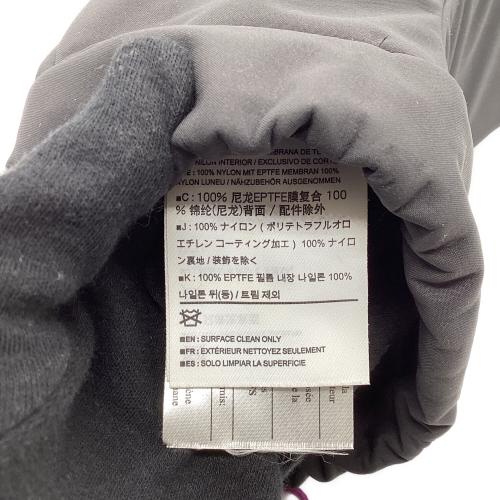 MEMBRANA DE TE
NILON INTERIOR / EXCLUSIVO DE COR
E : 100% NYLON MIT EPTFE MEMBRAN 100%
NYLON LUNEU / NÄHZUBEHÖR AUSGENOMMEN
■C: 100% 尼龙EPTFE膜复合 100
% 锦纶(尼龙)背面 / 配件除外
■J : 100% ナイロン（ポリテトラフルオロ
エチレン コーティング加工）100% ナイロ
ン裏地 / 装飾を除く
■K : 100% EPTFE 필름 내장 나일론 100%
나일론 뒤(등) / 트림 제외
■EN : SURFACE CLEAN ONLY
■FR : EXTÉRIEUR NETTOYEZ SEULEMENT
■ES : SOLO LIMPIAR LA SUPERFICIE